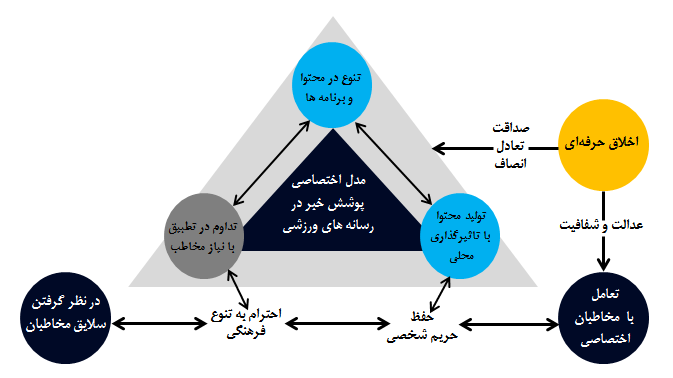 تنوع در محتوا
و برنامه ها
صداقت
تعادل
انصاف
اخلاق حرفه‌ای
مدل اختصاصی
پوشش خبر در
رسانه های ورزشی
تداوم در تطبیق
با نیاز مخاطب
تولید محتوا
با تاثیرگذاری
محلی
عدالت و شفافیت
در نظر گرفتن
سلایق مخاطبان
احترام به تنوع
فرهنگی
حفظ
حریم شخصی
تعامل
با مخاطبان
اختصاصی